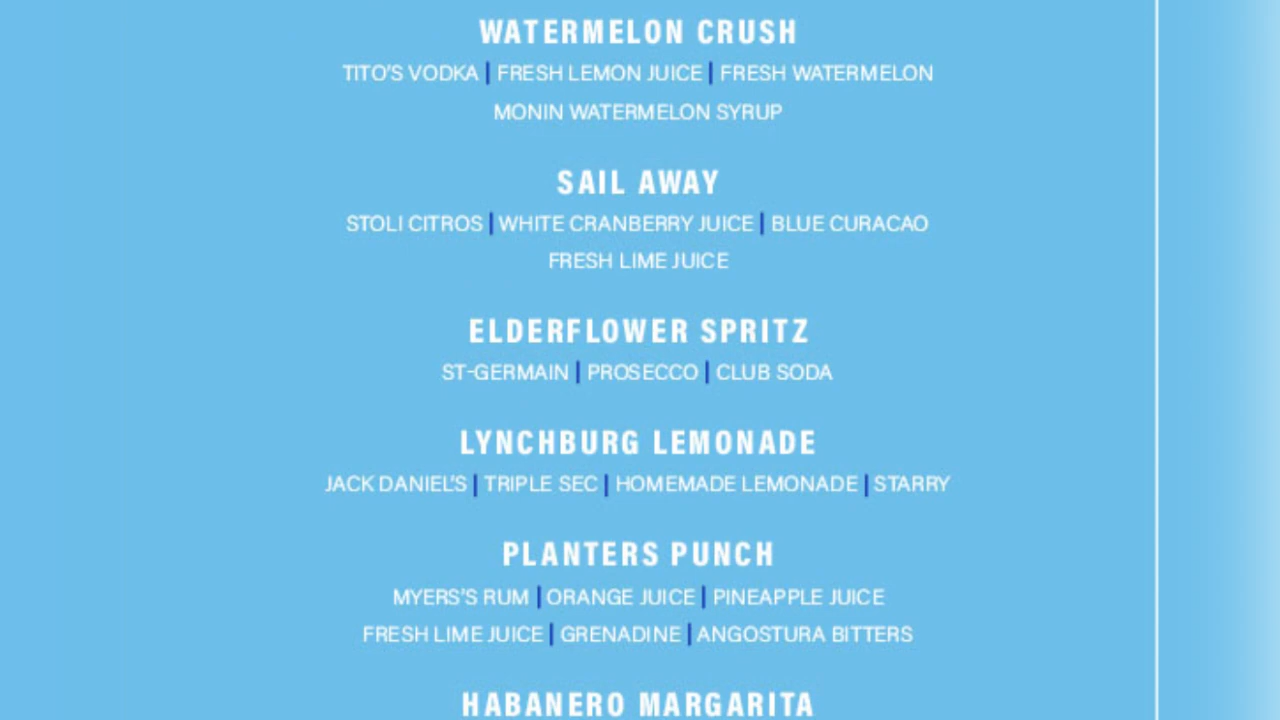 WATERMELON CRUSH
TITO'S VODKA | FRESH LEMON JUICE | FRESH WATERMELON
MONIN WATERMELON SYRUP
SAIL AWAY
STOLI CITROS | WHITE CRANBERRY JUICE | BLUE CURACAO
FRESH LIME JUICE
ELDERFLOWER SPRITZ
ST-GERMAIN | PROSECCO | CLUB SODA
LYNCHBURG LEMONADE
JACK DANIEL'S | TRIPLE SEC | HOMEMADE LEMONADE | STARRY
PLANTERS PUNCH
MYERS'S RUM | ORANGE JUICE | PINEAPPLE JUICE
FRESH LIME JUICE | GRENADINE | ANGOSTURA BITTERS
HABANERO MARGARITA